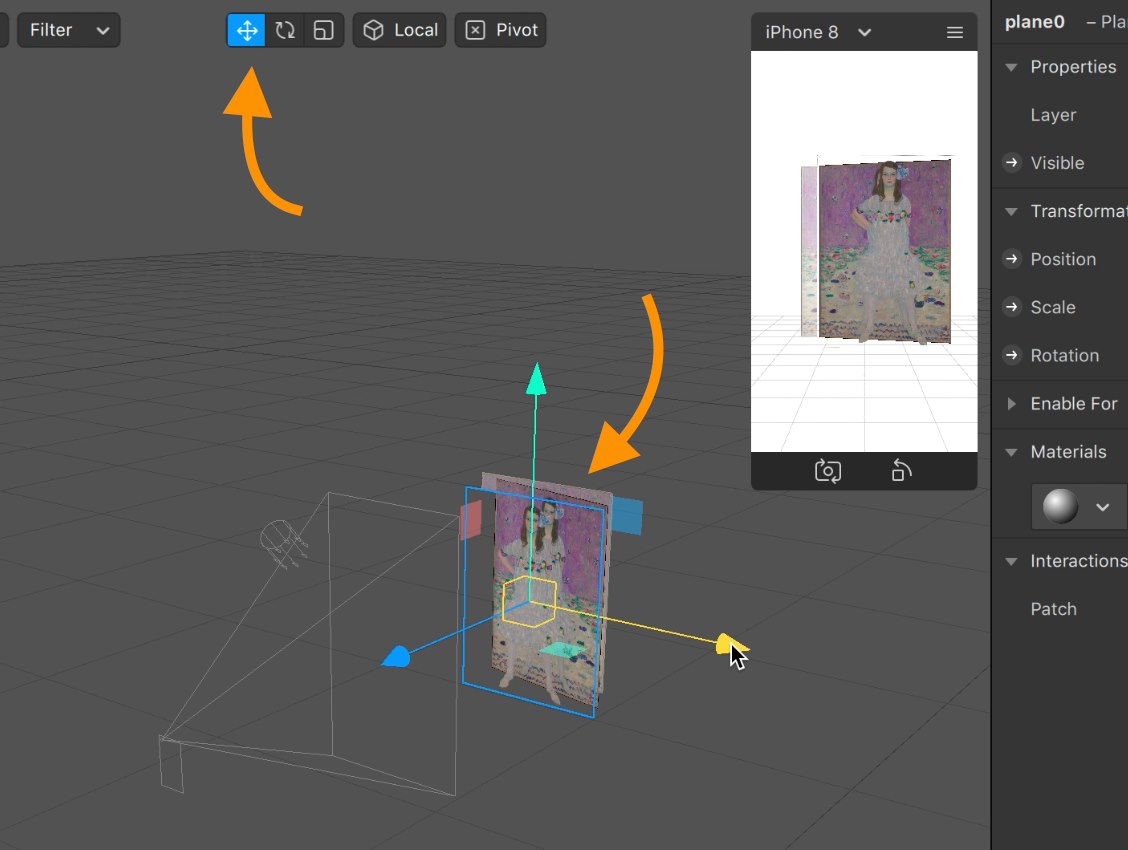 Filter
Local
Pivot
iPhone 8
plane0 – Pla
Properties
Layer
Visible
Transformat
Position
Scale
Rotation
Enable For
Materials
Interactions
Patch